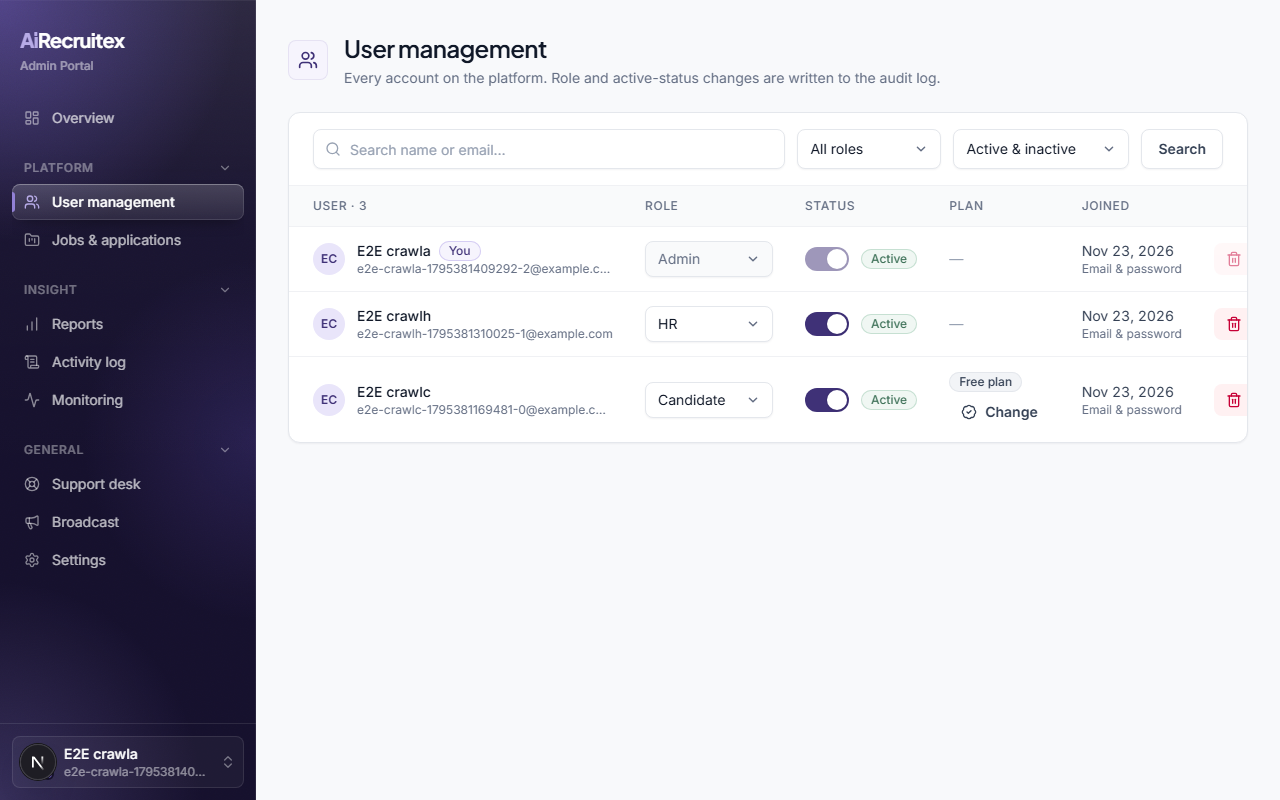 AiRecruitex
Admin Portal
Overview
PLATFORM
User management
Jobs & applications
INSIGHT
Reports
Activity log
Monitoring
GENERAL
Support desk
Broadcast
Settings
N
E2E crawla
e2e-crawla-179538140...
User management
Every account on the platform. Role and active-status changes are written to the audit log.
Search name or email...
All roles
Active & inactive
Search
USER · 3 ROLE STATUS PLAN JOINED
EC E2E crawla You Admin Active — Nov 23, 2026
e2e-crawla-1795381409292-2@example.c... Email & password
EC E2E crawlh HR Active — Nov 23, 2026
e2e-crawlh-1795381310025-1@example.com Email & password
EC E2E crawlc Candidate Active Free plan Nov 23, 2026
e2e-crawlc-1795381169481-0@example.c... Change Email & password